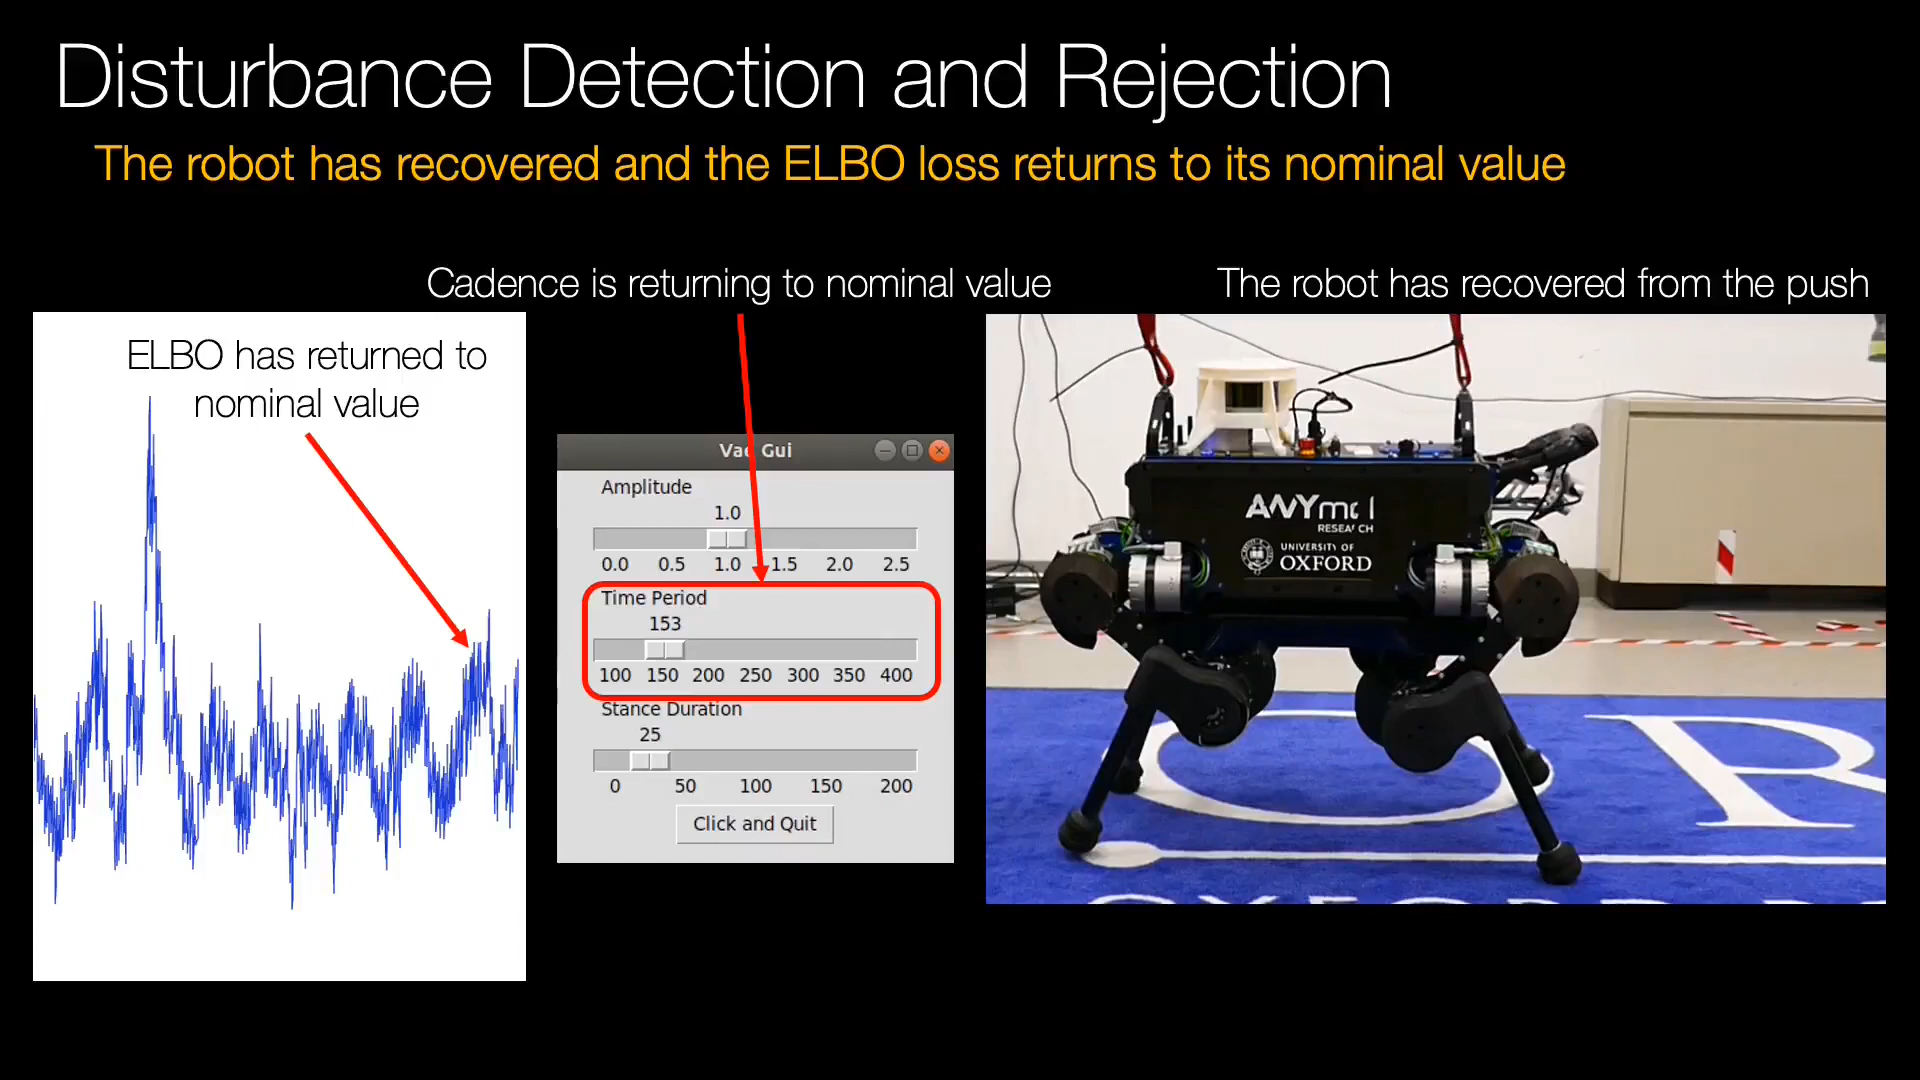 Disturbance Detection and Rejection
The robot has recovered and the ELBO loss returns to its nominal value
Cadence is returning to nominal value
The robot has recovered from the push
ELBO has returned to
nominal value
Vae Gui
Amplitude
1.0
0.0 0.5 1.0 1.5 2.0 2.5
Time Period
153
100 150 200 250 300 350 400
Stance Duration
25
0 50 100 150 200
Click and Quit
ANYmal
RESEARCH
UNIVERSITY OF
OXFORD
O R